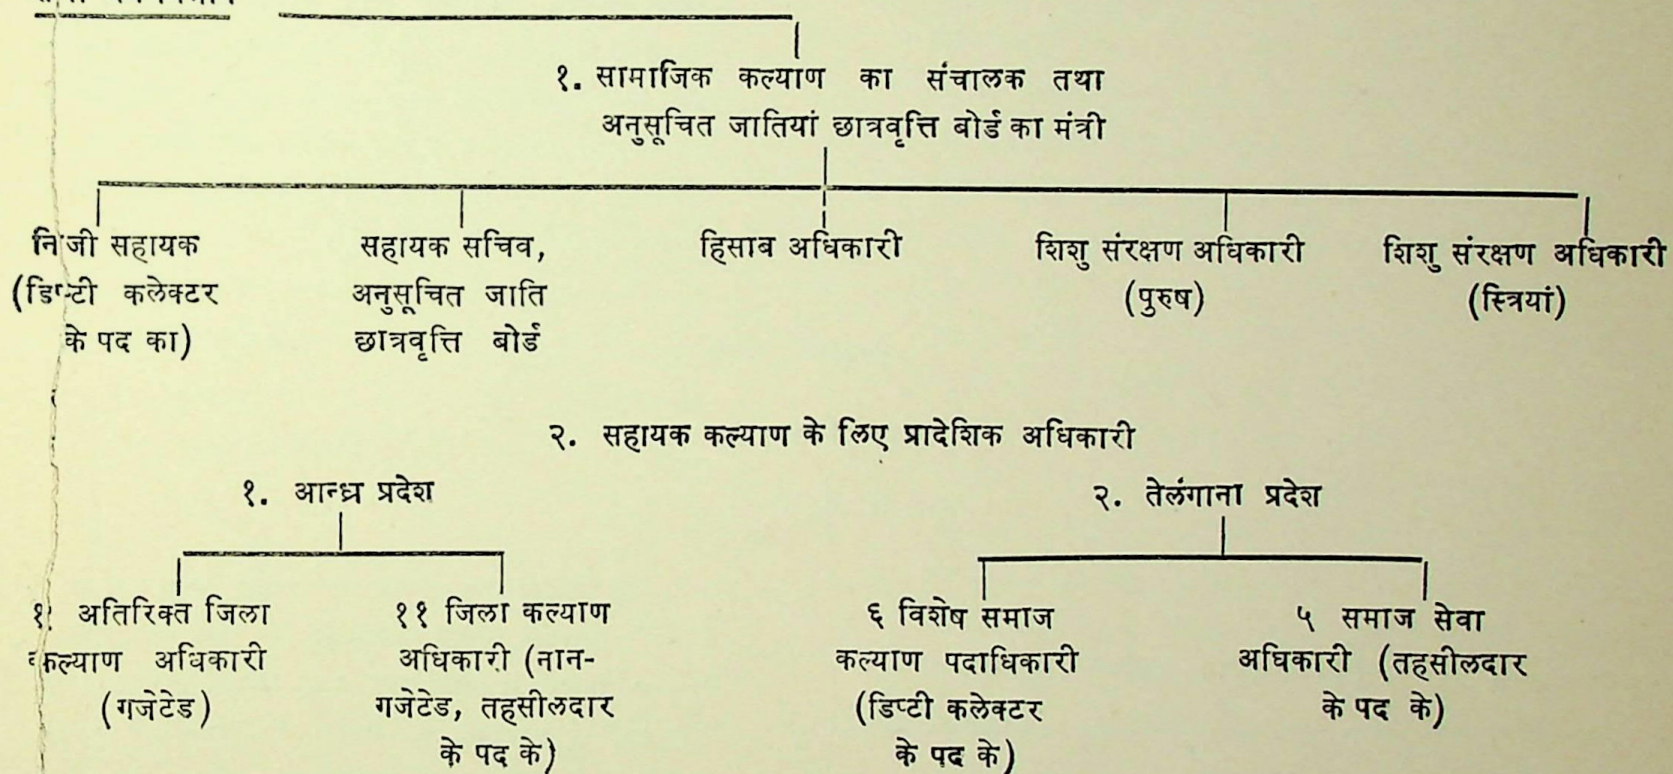 १. सामाजिक कल्याण का संचालक तथा
अनुसूचित जातियां छात्रवृत्ति बोर्ड का मंत्री
निजी सहायक
(डिप्टी कलेक्टर
के पद का)
सहायक सचिव,
अनुसूचित जाति
छात्रवृत्ति बोर्ड
हिसाब अधिकारी
शिशु संरक्षण अधिकारी
(पुरुष)
शिशु संरक्षण अधिकारी
(स्त्रियां)
२. सहायक कल्याण के लिए प्रादेशिक अधिकारी
१. आन्ध्र प्रदेश
अतिरिक्त जिला
कल्याण अधिकारी
(गजेटेड)
११ जिला कल्याण
अधिकारी (नान-
गजेटेड, तहसीलदार
के पद के)
२. तेलंगाना प्रदेश
६ विशेष समाज
कल्याण पदाधिकारी
(डिप्टी कलेक्टर
के पद के)
५ समाज सेवा
अधिकारी (तहसीलदार
के पद के)